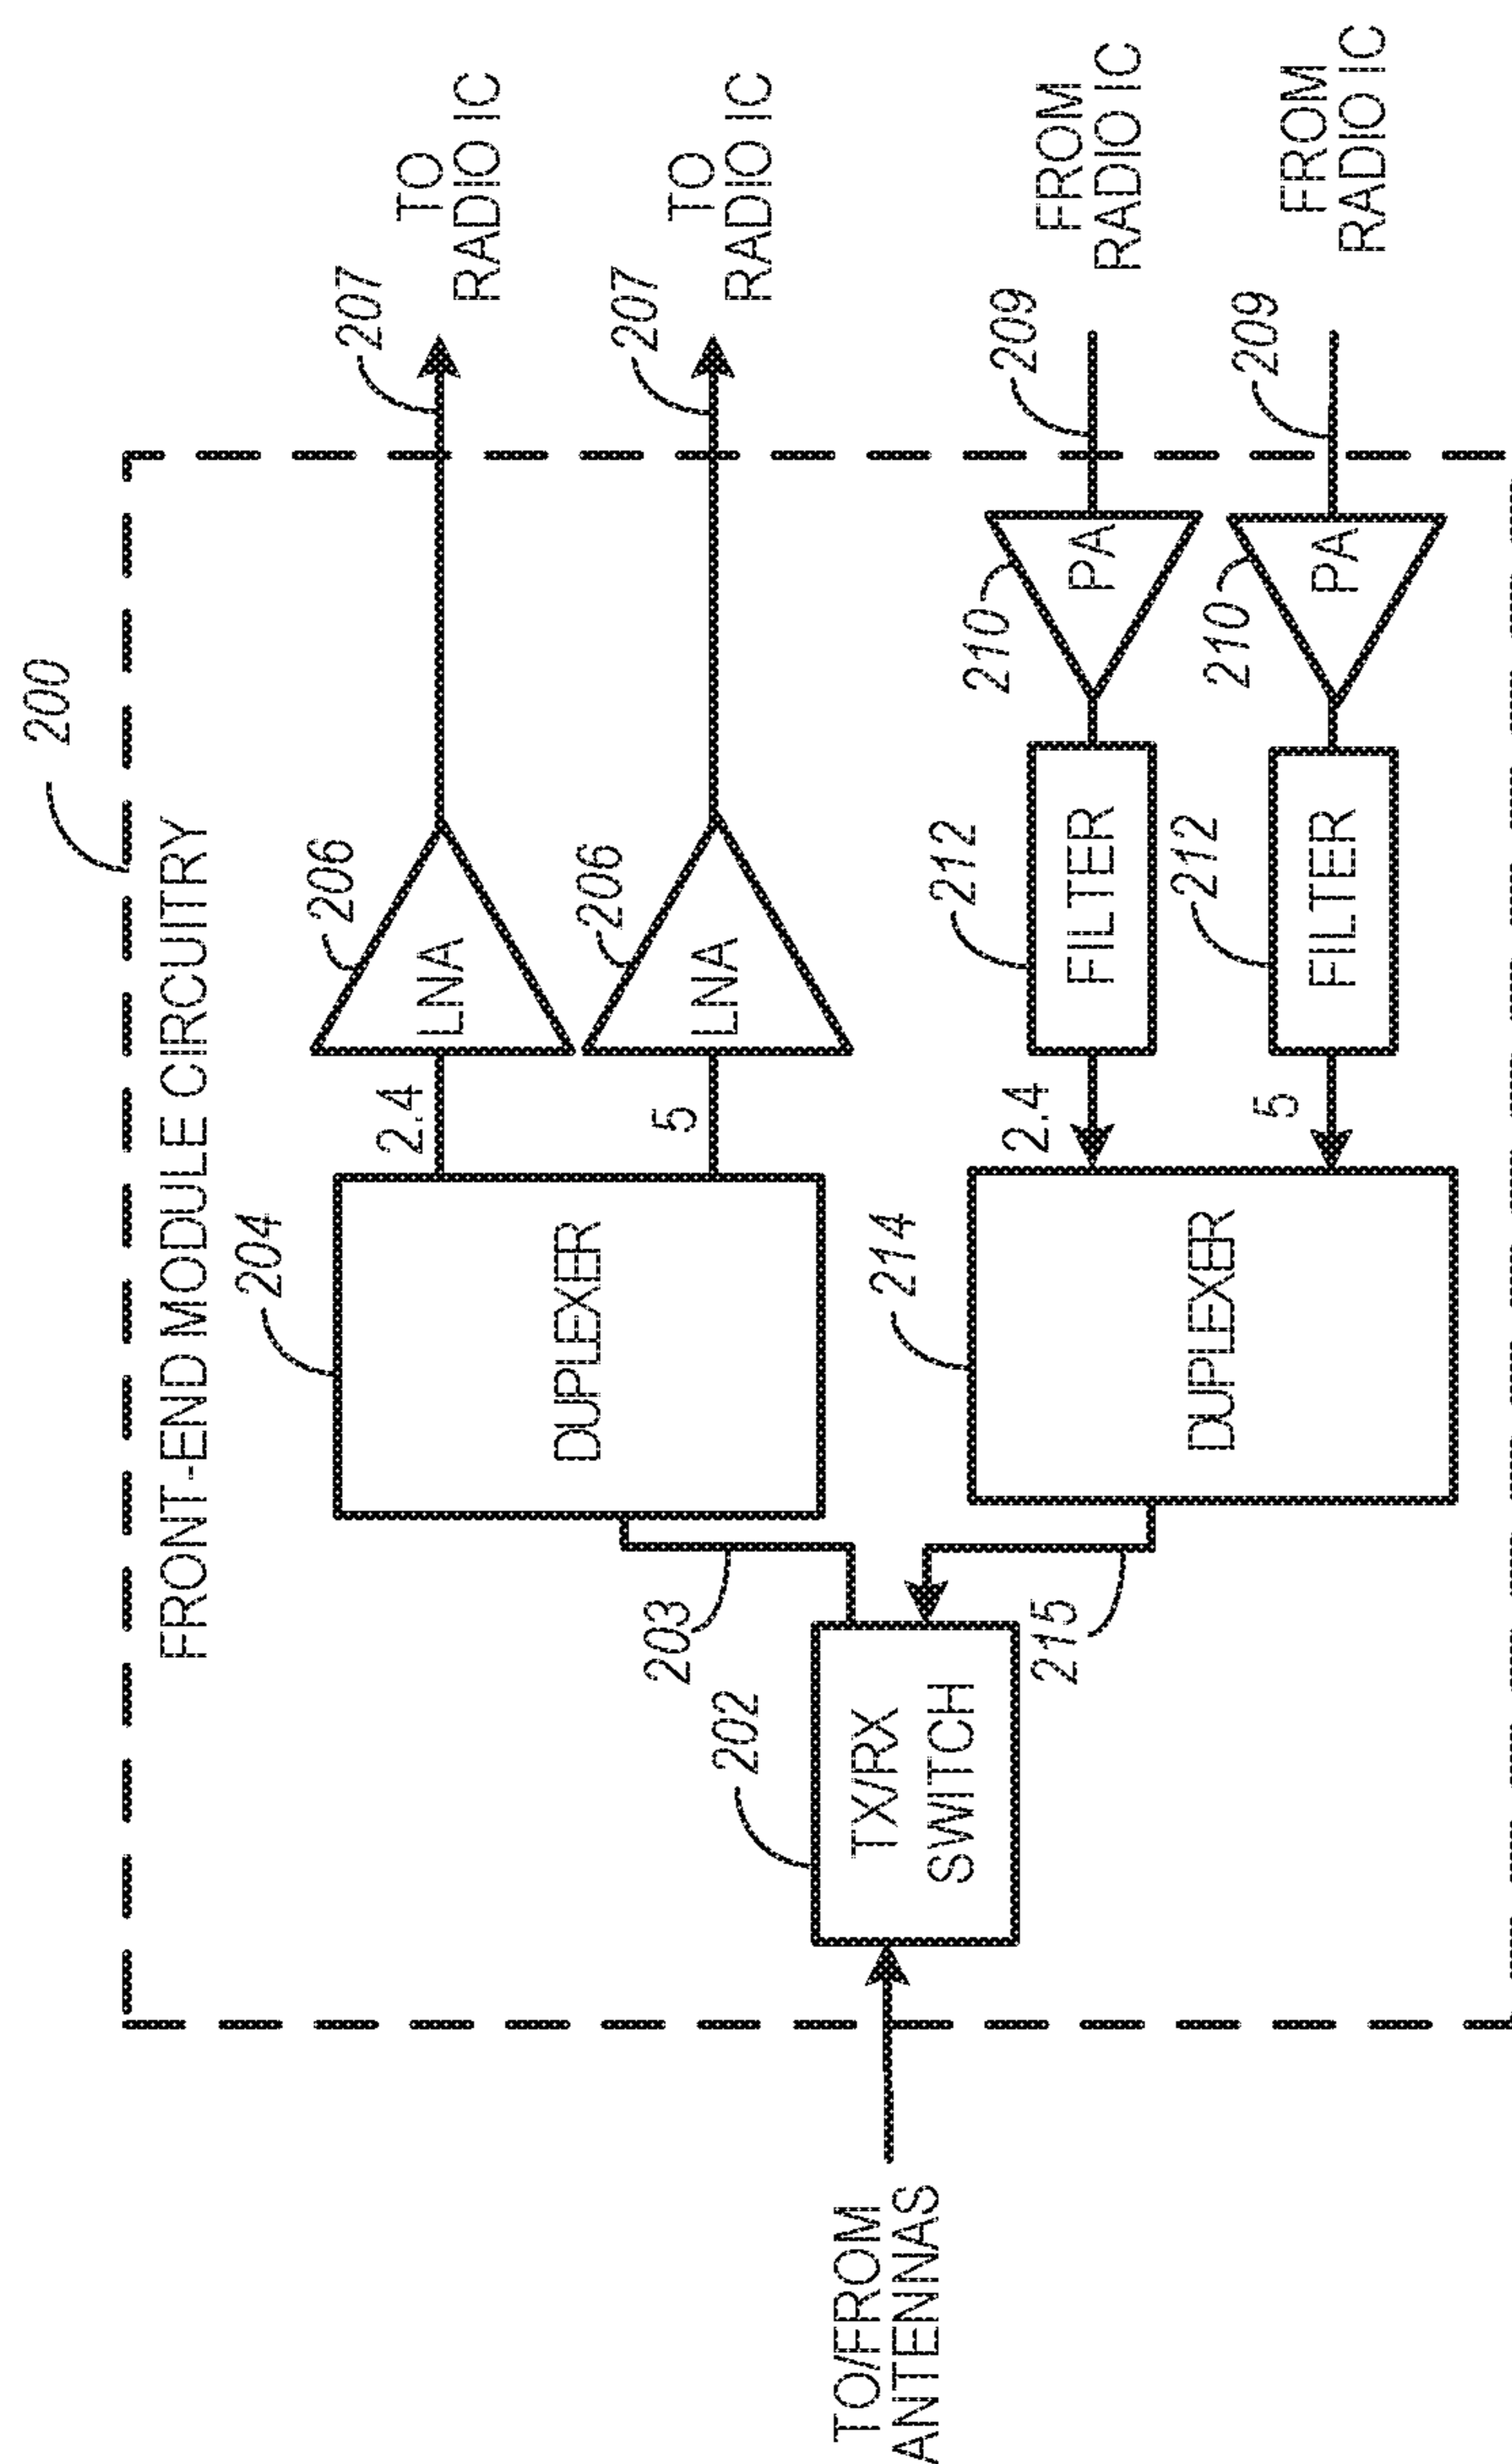 200
FRONT-END MODULE CIRCUITRY
204
DUPLEXER
2.4
206
LNA
207
TO
RADIO IC
5
206
LNA
207
TO
RADIO IC
203
202
TX/RX
SWITCH
TO/FROM
ANTENNAS
215
214
DUPLEXER
2.4
212
FILTER
210
PA
209
FROM
RADIO IC
5
212
FILTER
210
PA
209
FROM
RADIO IC